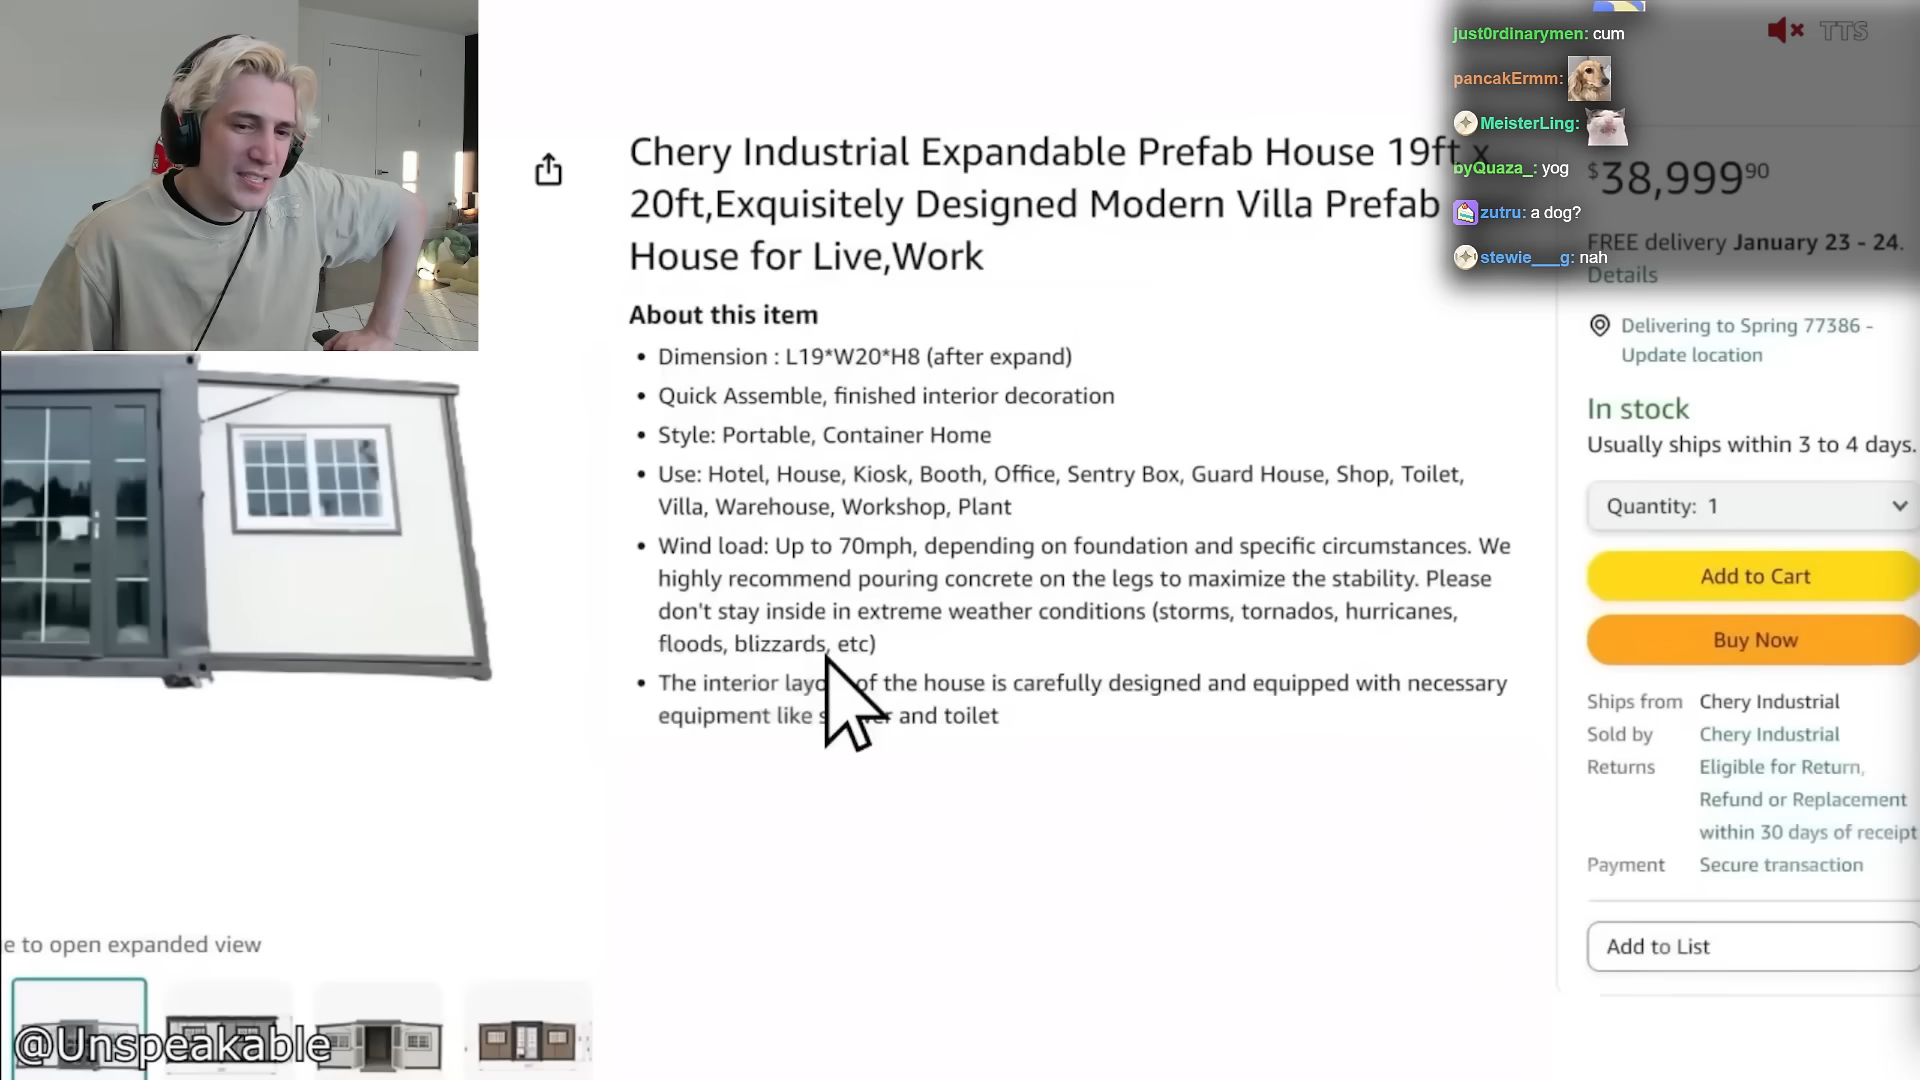 just0rdinarymen: cum
TTS
pancakErmm:
MeisterLing:
byQuaza_: yog
zutru: a dog?
stewie___g: nah
Chery Industrial Expandable Prefab House 19ft x
20ft,Exquisitely Designed Modern Villa Prefab
House for Live,Work
About this item
• Dimension : L19*W20*H8 (after expand)
• Quick Assemble, finished interior decoration
• Style: Portable, Container Home
• Use: Hotel, House, Kiosk, Booth, Office, Sentry Box, Guard House, Shop, Toilet,
Villa, Warehouse, Workshop, Plant
• Wind load: Up to 70mph, depending on foundation and specific circumstances. We
highly recommend pouring concrete on the legs to maximize the stability. Please
don't stay inside in extreme weather conditions (storms, tornados, hurricanes,
floods, blizzards, etc)
• The interior of the house is carefully designed and equipped with necessary
equipment like and toilet
$38,999 90
FREE delivery January 23 - 24.
Details
Delivering to Spring 77386 -
Update location
In stock
Usually ships within 3 to 4 days.
Quantity: 1
Add to Cart
Buy Now
Ships from Chery Industrial
Sold by Chery Industrial
Returns Eligible for Return,
Refund or Replacement
within 30 days of receipt
Payment Secure transaction
Add to List
e to open expanded view
@Unspeakable